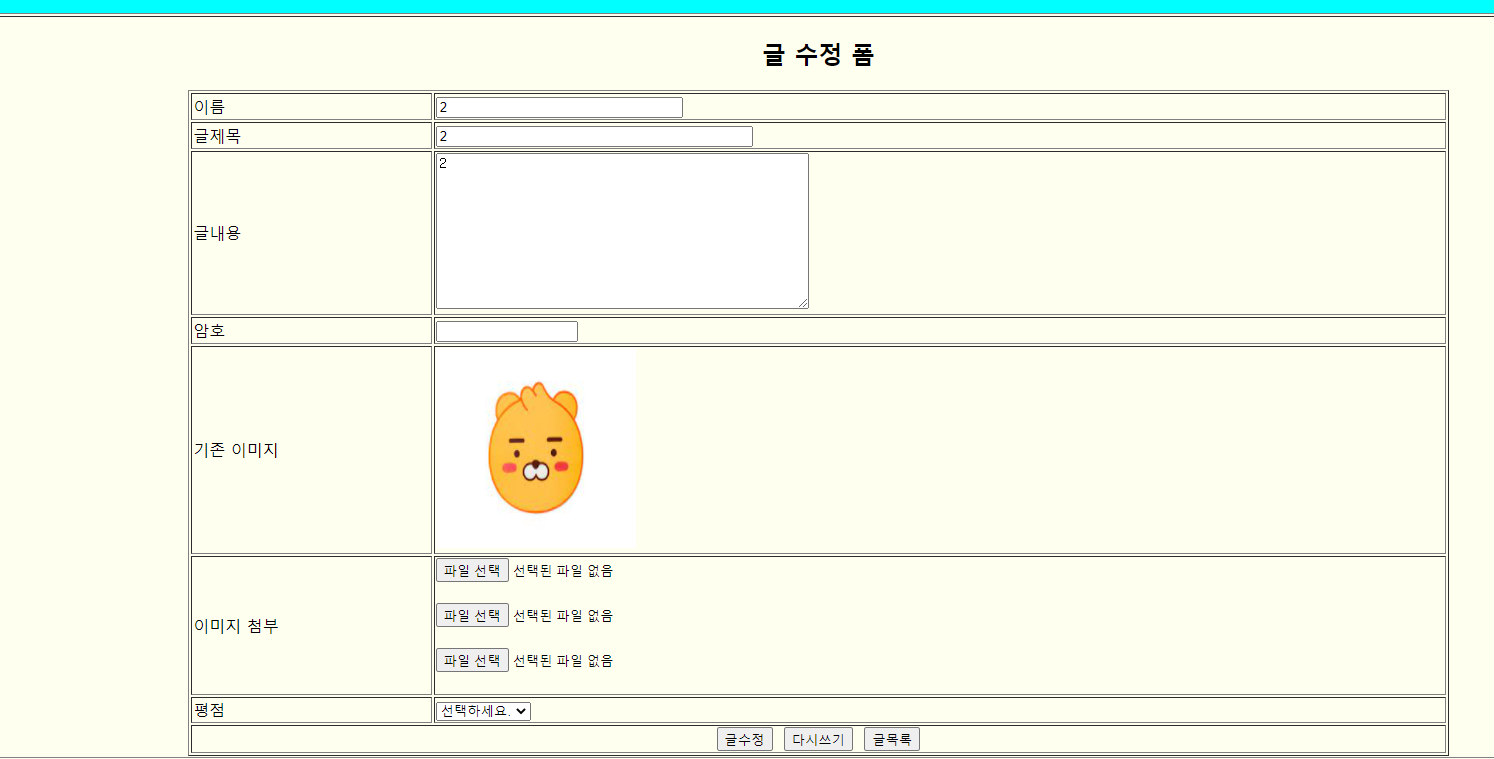 글 수정 폼
이름 2
글제목 2
글내용 2
암호
기존 이미지
이미지 첨부
파일 선택 선택된 파일 없음
파일 선택 선택된 파일 없음
파일 선택 선택된 파일 없음
평점 선택하세요.
글수정 다시쓰기 글목록